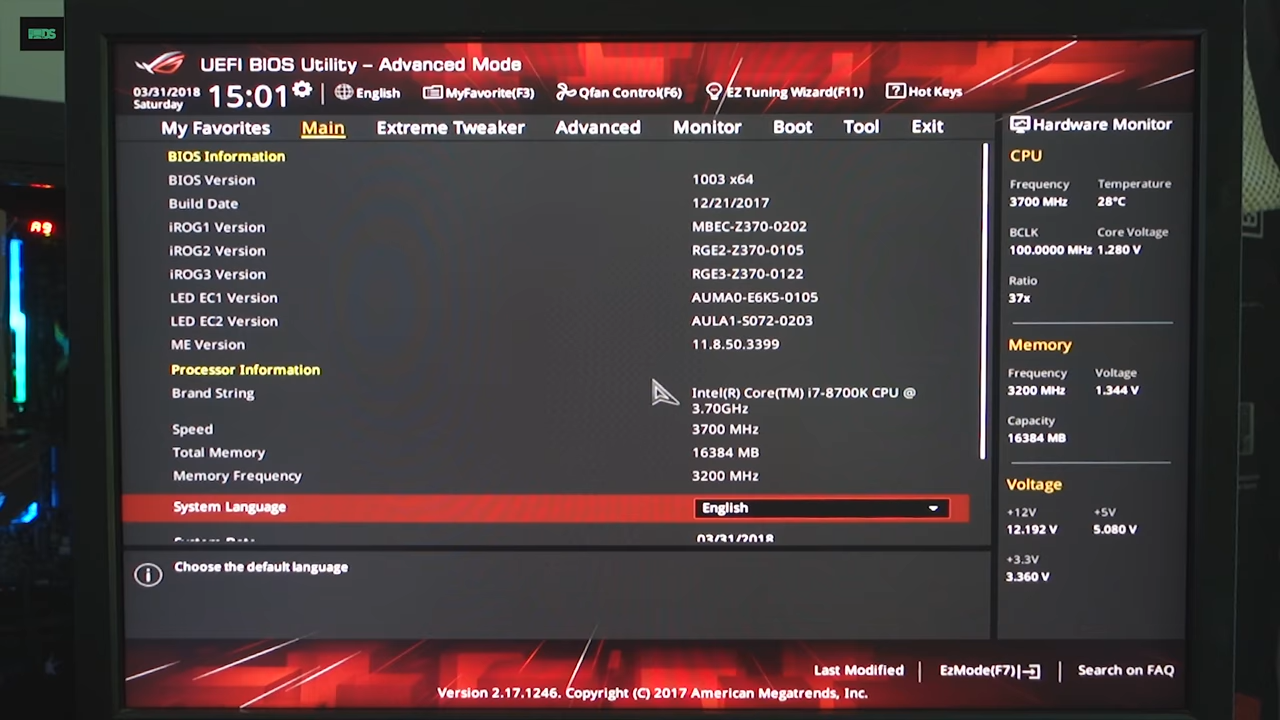 UEFI BIOS Utility – Advanced Mode
03/31/2018
Saturday
15:01
English
MyFavorite(F3)
Qfan Control(F6)
EZ Tuning Wizard(F11)
Hot Keys
My Favorites
Main
Extreme Tweaker
Advanced
Monitor
Boot
Tool
Exit
BIOS Information
BIOS Version 1003 x64
Build Date 12/21/2017
iROG1 Version MBEC-Z370-0202
iROG2 Version RGE2-Z370-0105
iROG3 Version RGE3-Z370-0122
LED EC1 Version AUMA0-E6K5-0105
LED EC2 Version AULA1-S072-0203
ME Version 11.8.50.3399
Processor Information
Brand String Intel(R) Core(TM) i7-8700K CPU @
3.70GHz
Speed 3700 MHz
Total Memory 16384 MB
Memory Frequency 3200 MHz
System Language English
System Date 03/31/2018
Choose the default language
Hardware Monitor
CPU
Frequency Temperature
3700 MHz 28°C
BCLK Core Voltage
100.0000 MHz 1.280 V
Ratio
37x
Memory
Frequency Voltage
3200 MHz 1.344 V
Capacity
16384 MB
Voltage
+12V +5V
12.192 V 5.080 V
+3.3V
3.360 V
Last Modified
EzMode(F7)
Search on FAQ
Version 2.17.1246. Copyright (C) 2017 American Megatrends, Inc.
A9